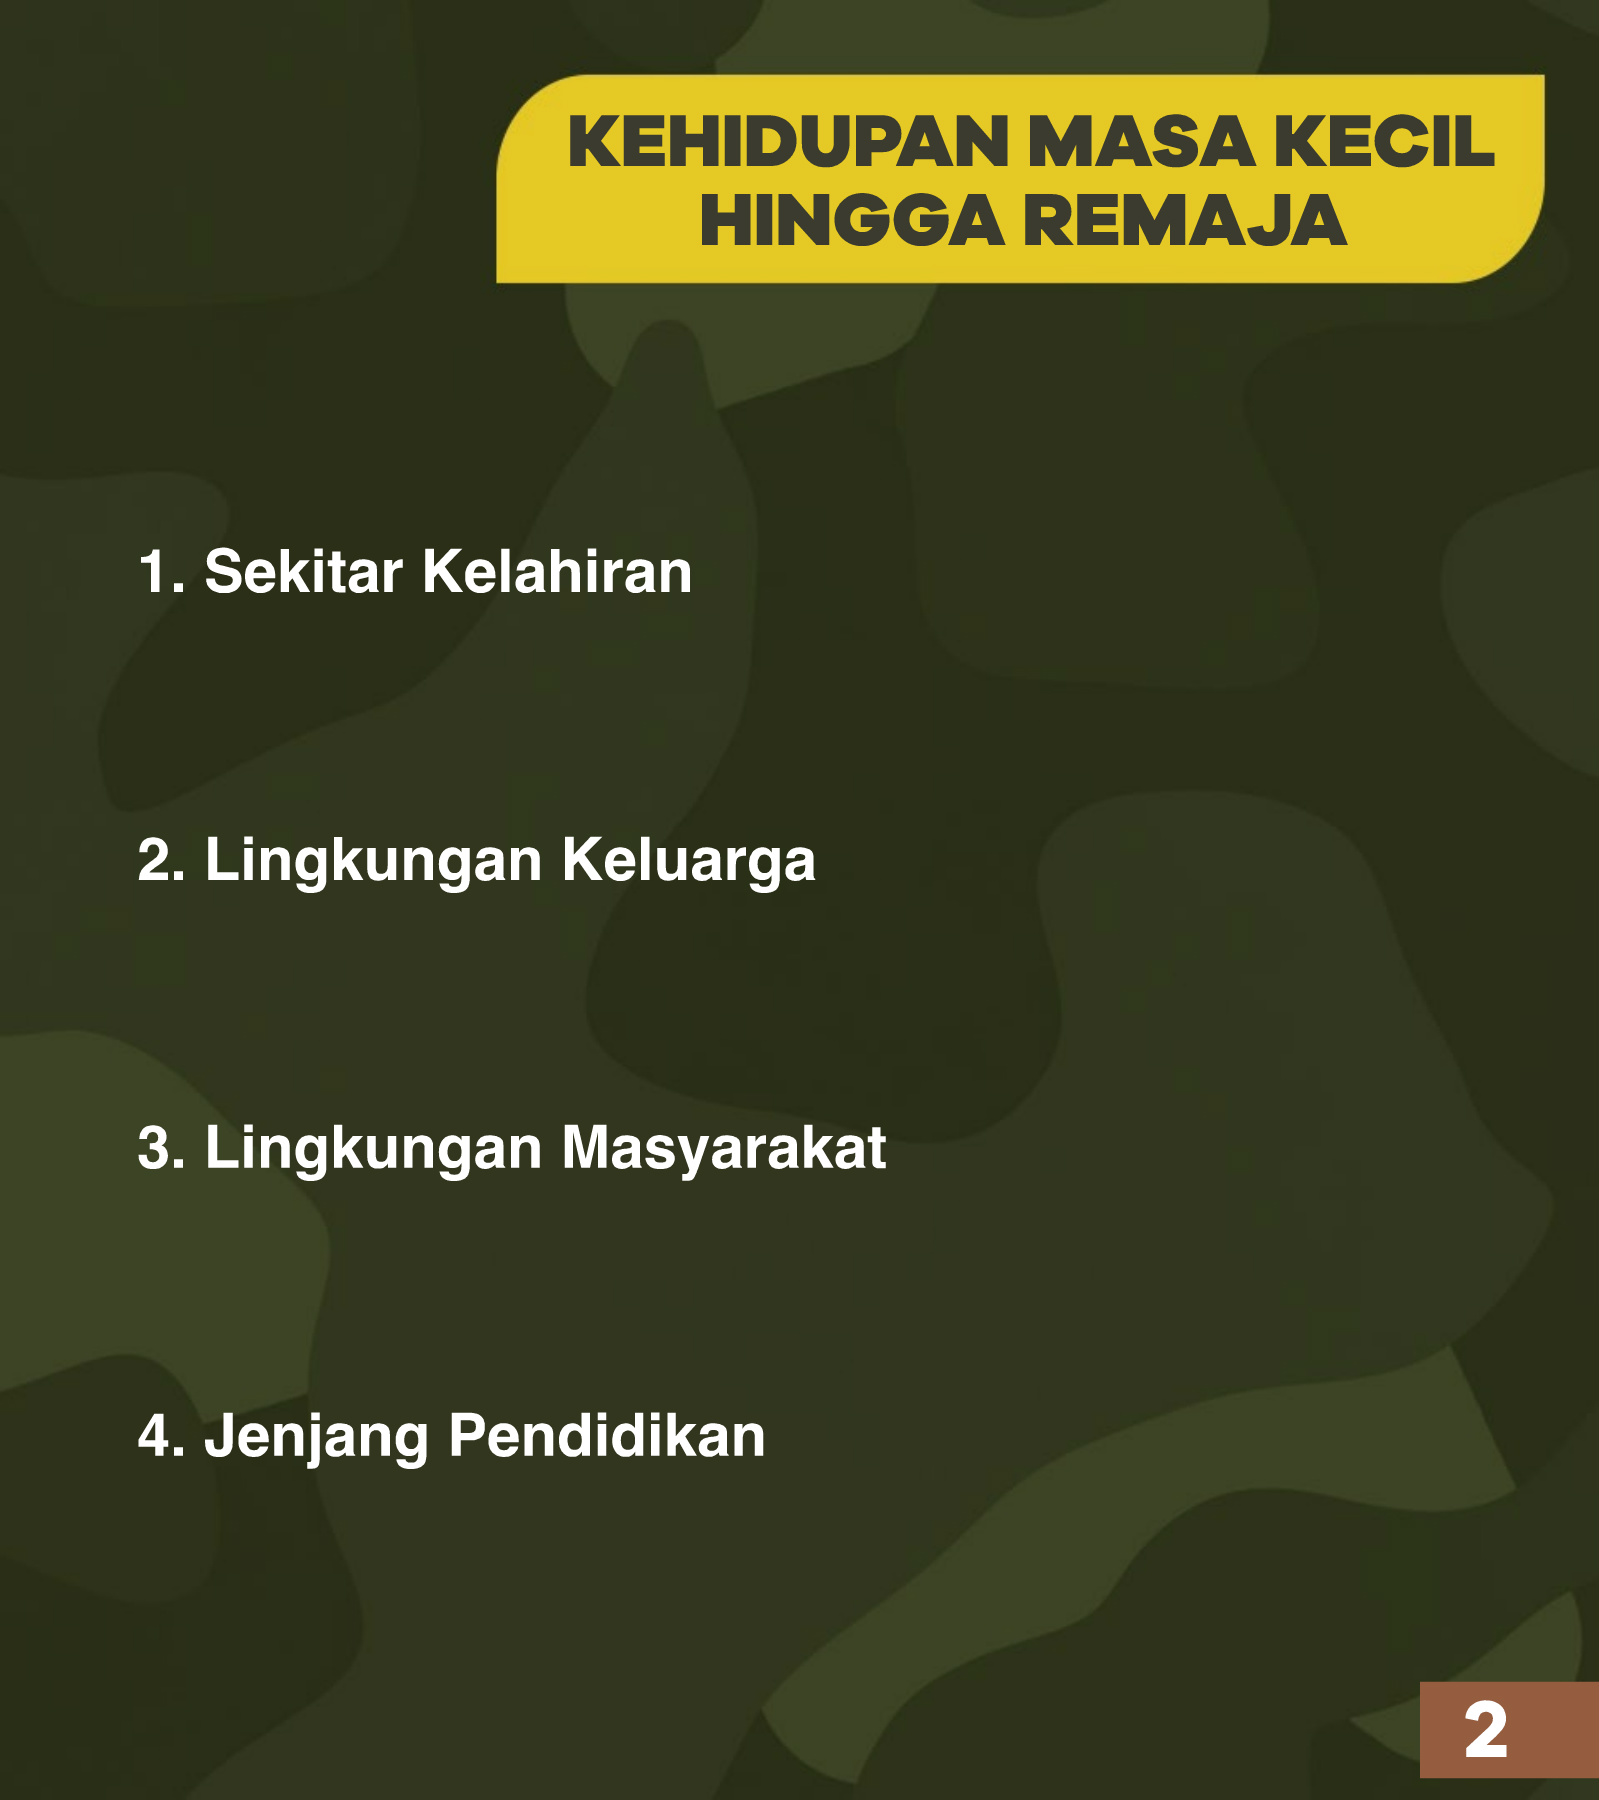 KEHIDUPAN MASA KECIL
HINGGA REMAJA
1. Sekitar Kelahiran
2. Lingkungan Keluarga
3. Lingkungan Masyarakat
4. Jenjang Pendidikan
2